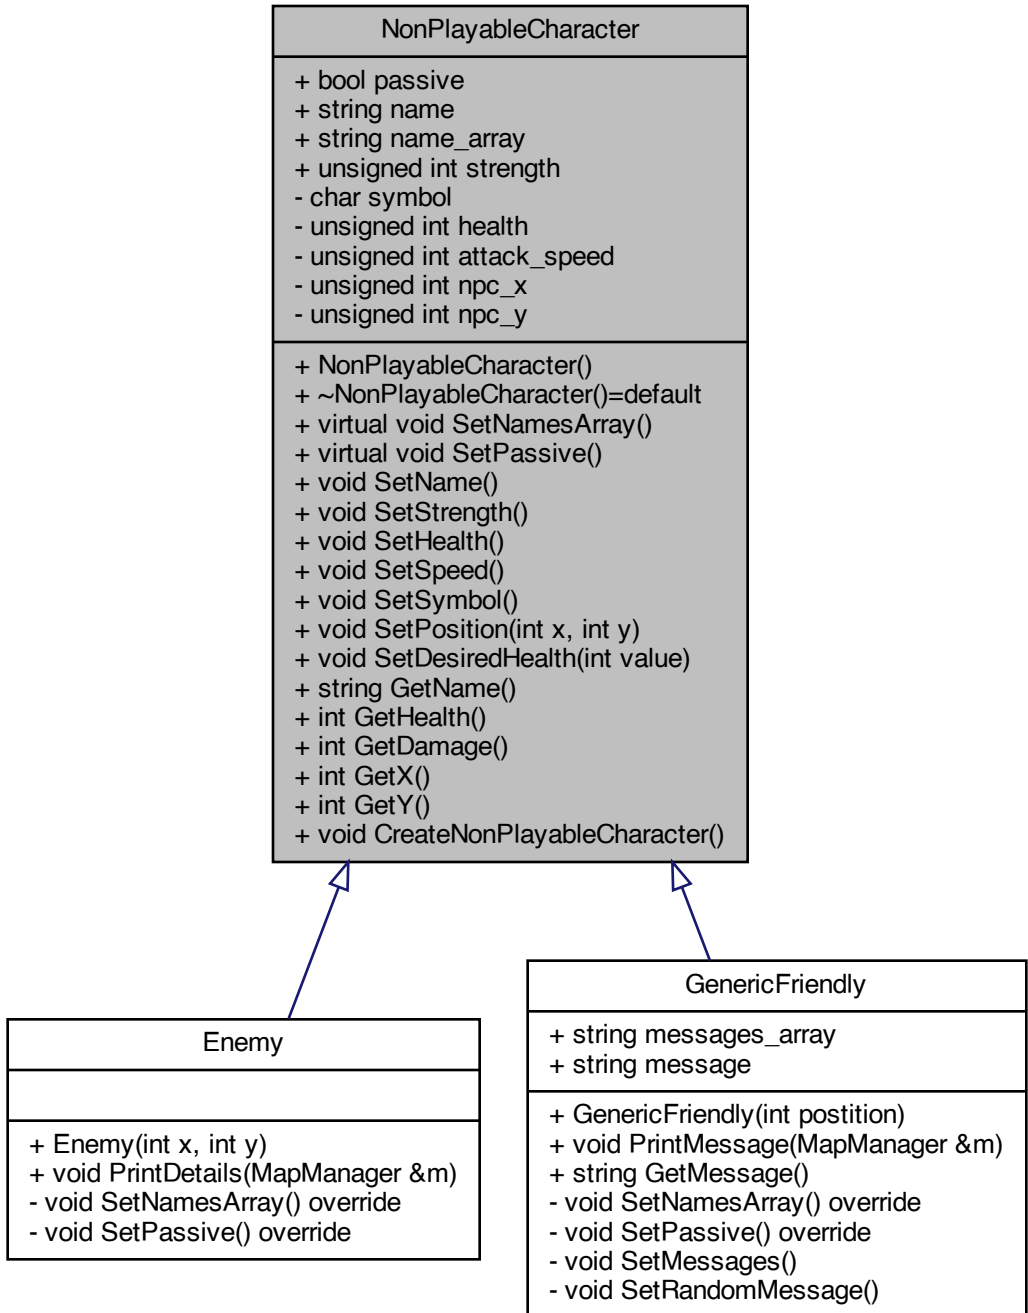 NonPlayableCharacter
+ bool passive
+ string name
+ string name_array
+ unsigned int strength
- char symbol
- unsigned int health
- unsigned int attack_speed
- unsigned int npc_x
- unsigned int npc_y
+ NonPlayableCharacter()
+ ~NonPlayableCharacter()=default
+ virtual void SetNamesArray()
+ virtual void SetPassive()
+ void SetName()
+ void SetStrength()
+ void SetHealth()
+ void SetSpeed()
+ void SetSymbol()
+ void SetPosition(int x, int y)
+ void SetDesiredHealth(int value)
+ string GetName()
+ int GetHealth()
+ int GetDamage()
+ int GetX()
+ int GetY()
+ void CreateNonPlayableCharacter()
Enemy
+ Enemy(int x, int y)
+ void PrintDetails(MapManager &m)
- void SetNamesArray() override
- void SetPassive() override
GenericFriendly
+ string messages_array
+ string message
+ GenericFriendly(int postition)
+ void PrintMessage(MapManager &m)
+ string GetMessage()
- void SetNamesArray() override
- void SetPassive() override
- void SetMessages()
- void SetRandomMessage()